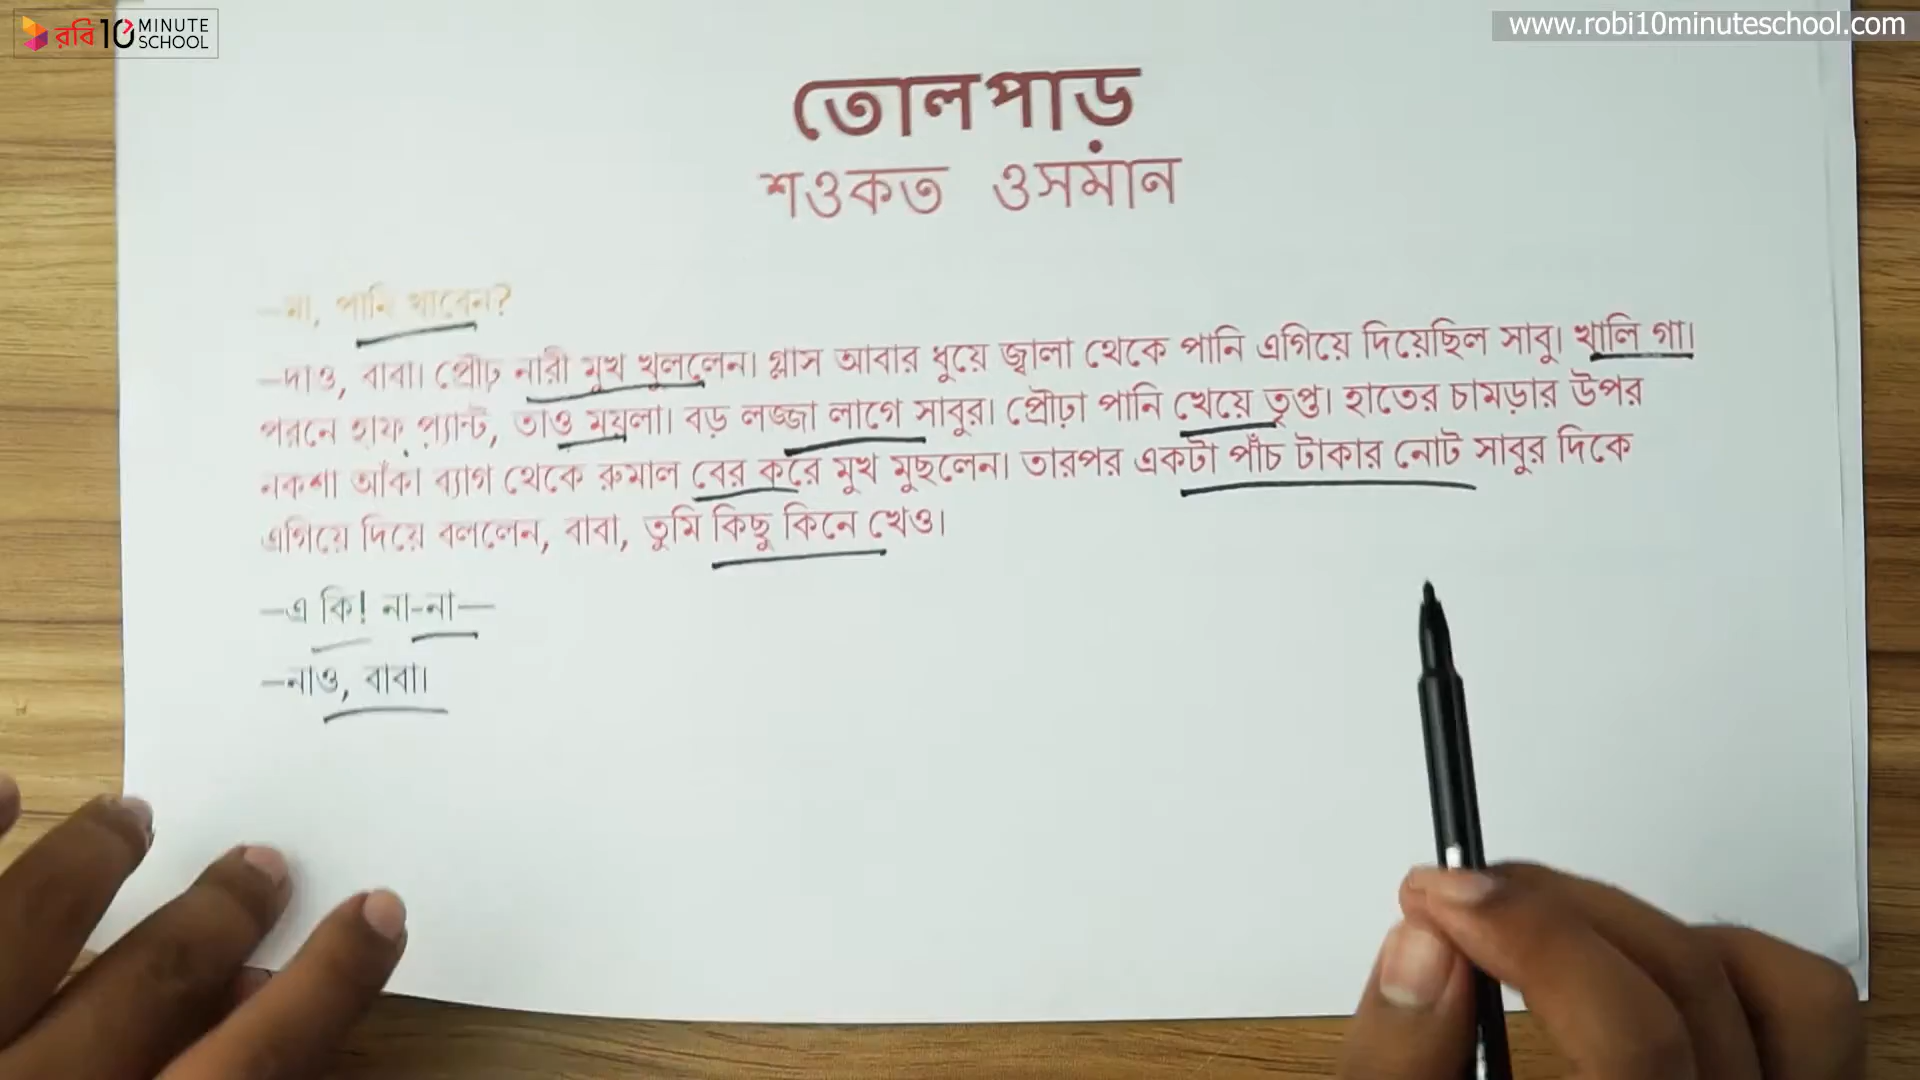 রবি 10 MINUTE SCHOOL
www.robi10minuteschool.com
তোলপাড়
শওকত ওসমান
—মা, পানি খাবেন?
—দাও, বাবা। প্রৌঢ় নারী মুখ খুললেন। গ্লাস আবার ধুয়ে জ্বালা থেকে পানি এগিয়ে দিয়েছিল সাবু। খালি গা।
পরনে হাফ প্যান্ট, তাও ময়লা। বড় লজ্জা লাগে সাবুর। প্রৌঢ়া পানি খেয়ে তৃপ্ত। হাতের চামড়ার উপর
নকশা আঁকা ব্যাগ থেকে রুমাল বের করে মুখ মুছলেন। তারপর একটা পাঁচ টাকার নোট সাবুর দিকে
এগিয়ে দিয়ে বললেন, বাবা, তুমি কিছু কিনে খেও।
—এ কি! না-না—
—নাও, বাবা।